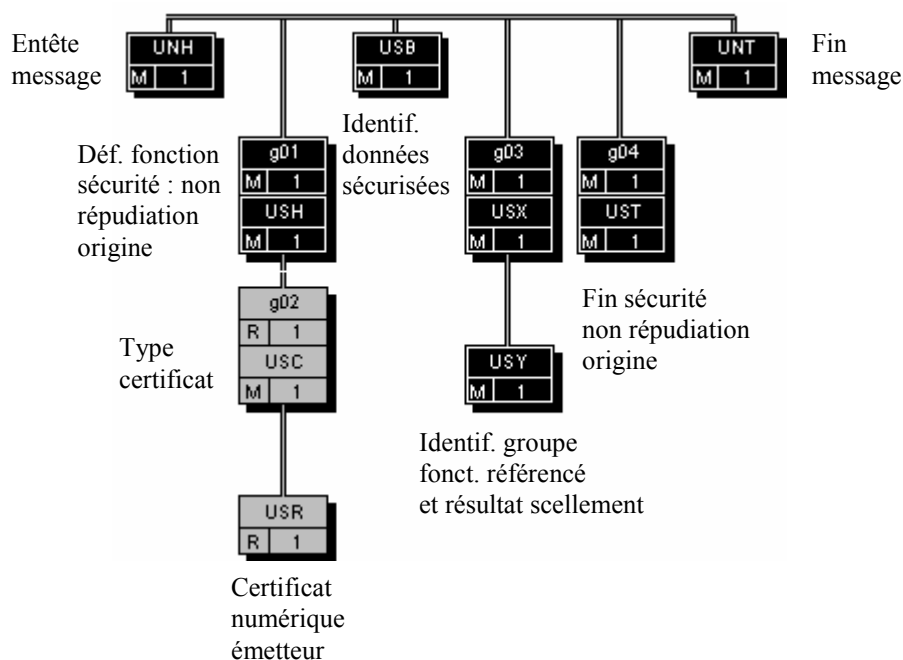 Entête
message
UNH
M 1
USB
M 1
UNT
M 1
Fin
message
Déf. fonction
sécurité : non
répudiation
origine
g01
M 1
USH
M 1
Identif.
données
sécurisées
g03
M 1
USX
M 1
g04
M 1
UST
M 1
Type
certificat
g02
R 1
USC
M 1
Fin sécurité
non répudiation
origine
USY
M 1
Identif. groupe
fonct. référencé
et résultat scellement
USR
R 1
Certificat
numérique
émetteur